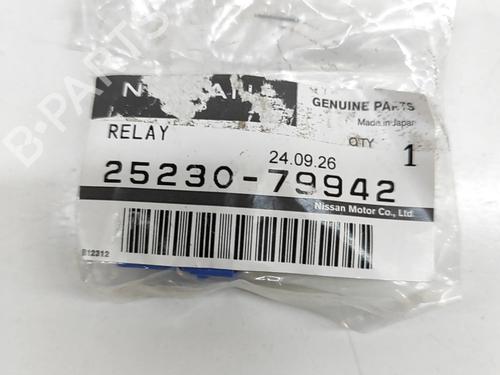 NISSAN
GENUINE PARTS
Made in Japan
RELAY
QTY 1
24.09.26
25230-79942
Nissan Motor Co., Ltd.
B12312
B-PARTS